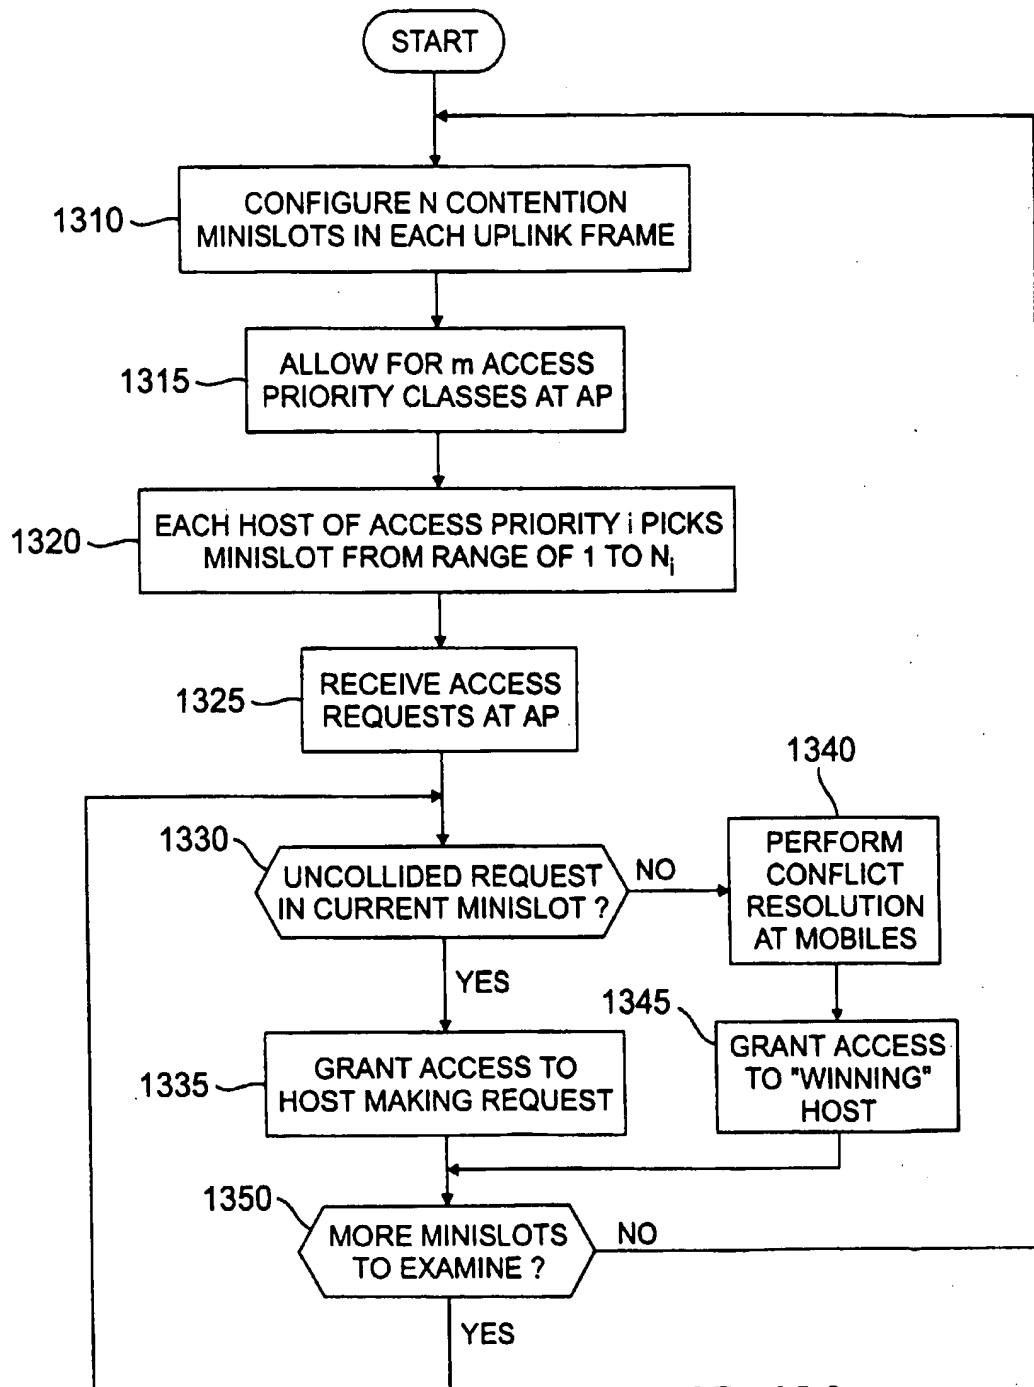 START
1310
CONFIGURE N CONTENTION
MINISLOTS IN EACH UPLINK FRAME
1315
ALLOW FOR m ACCESS
PRIORITY CLASSES AT AP
1320
EACH HOST OF ACCESS PRIORITY i PICKS
MINISLOT FROM RANGE OF 1 TO Ni
1325
RECEIVE ACCESS
REQUESTS AT AP
1330
UNCOLLIDED REQUEST
IN CURRENT MINISLOT ?
NO
1340
PERFORM
CONFLICT
RESOLUTION
AT MOBILES
YES
1335
GRANT ACCESS TO
HOST MAKING REQUEST
1345
GRANT ACCESS
TO "WINNING"
HOST
1350
MORE MINISLOTS
TO EXAMINE ?
NO
YES